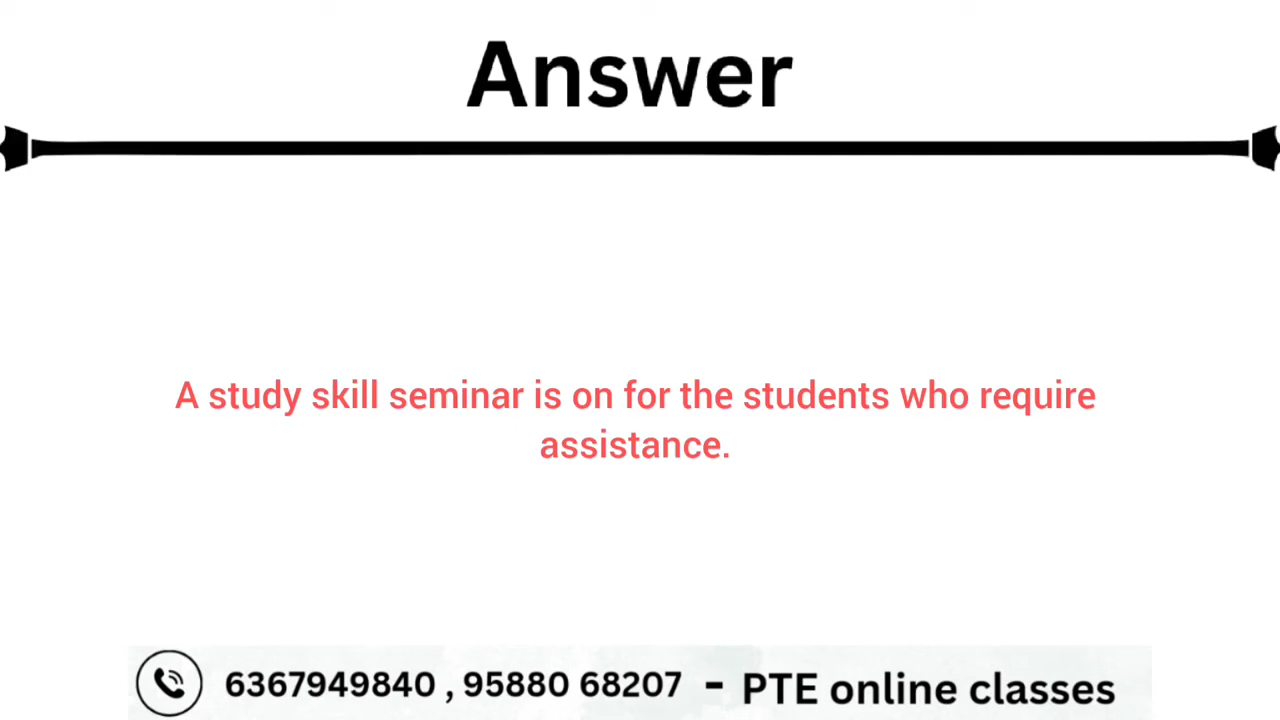 Answer
A study skill seminar is on for the students who require
assistance.
6367949840 , 95880 68207 - PTE online classes